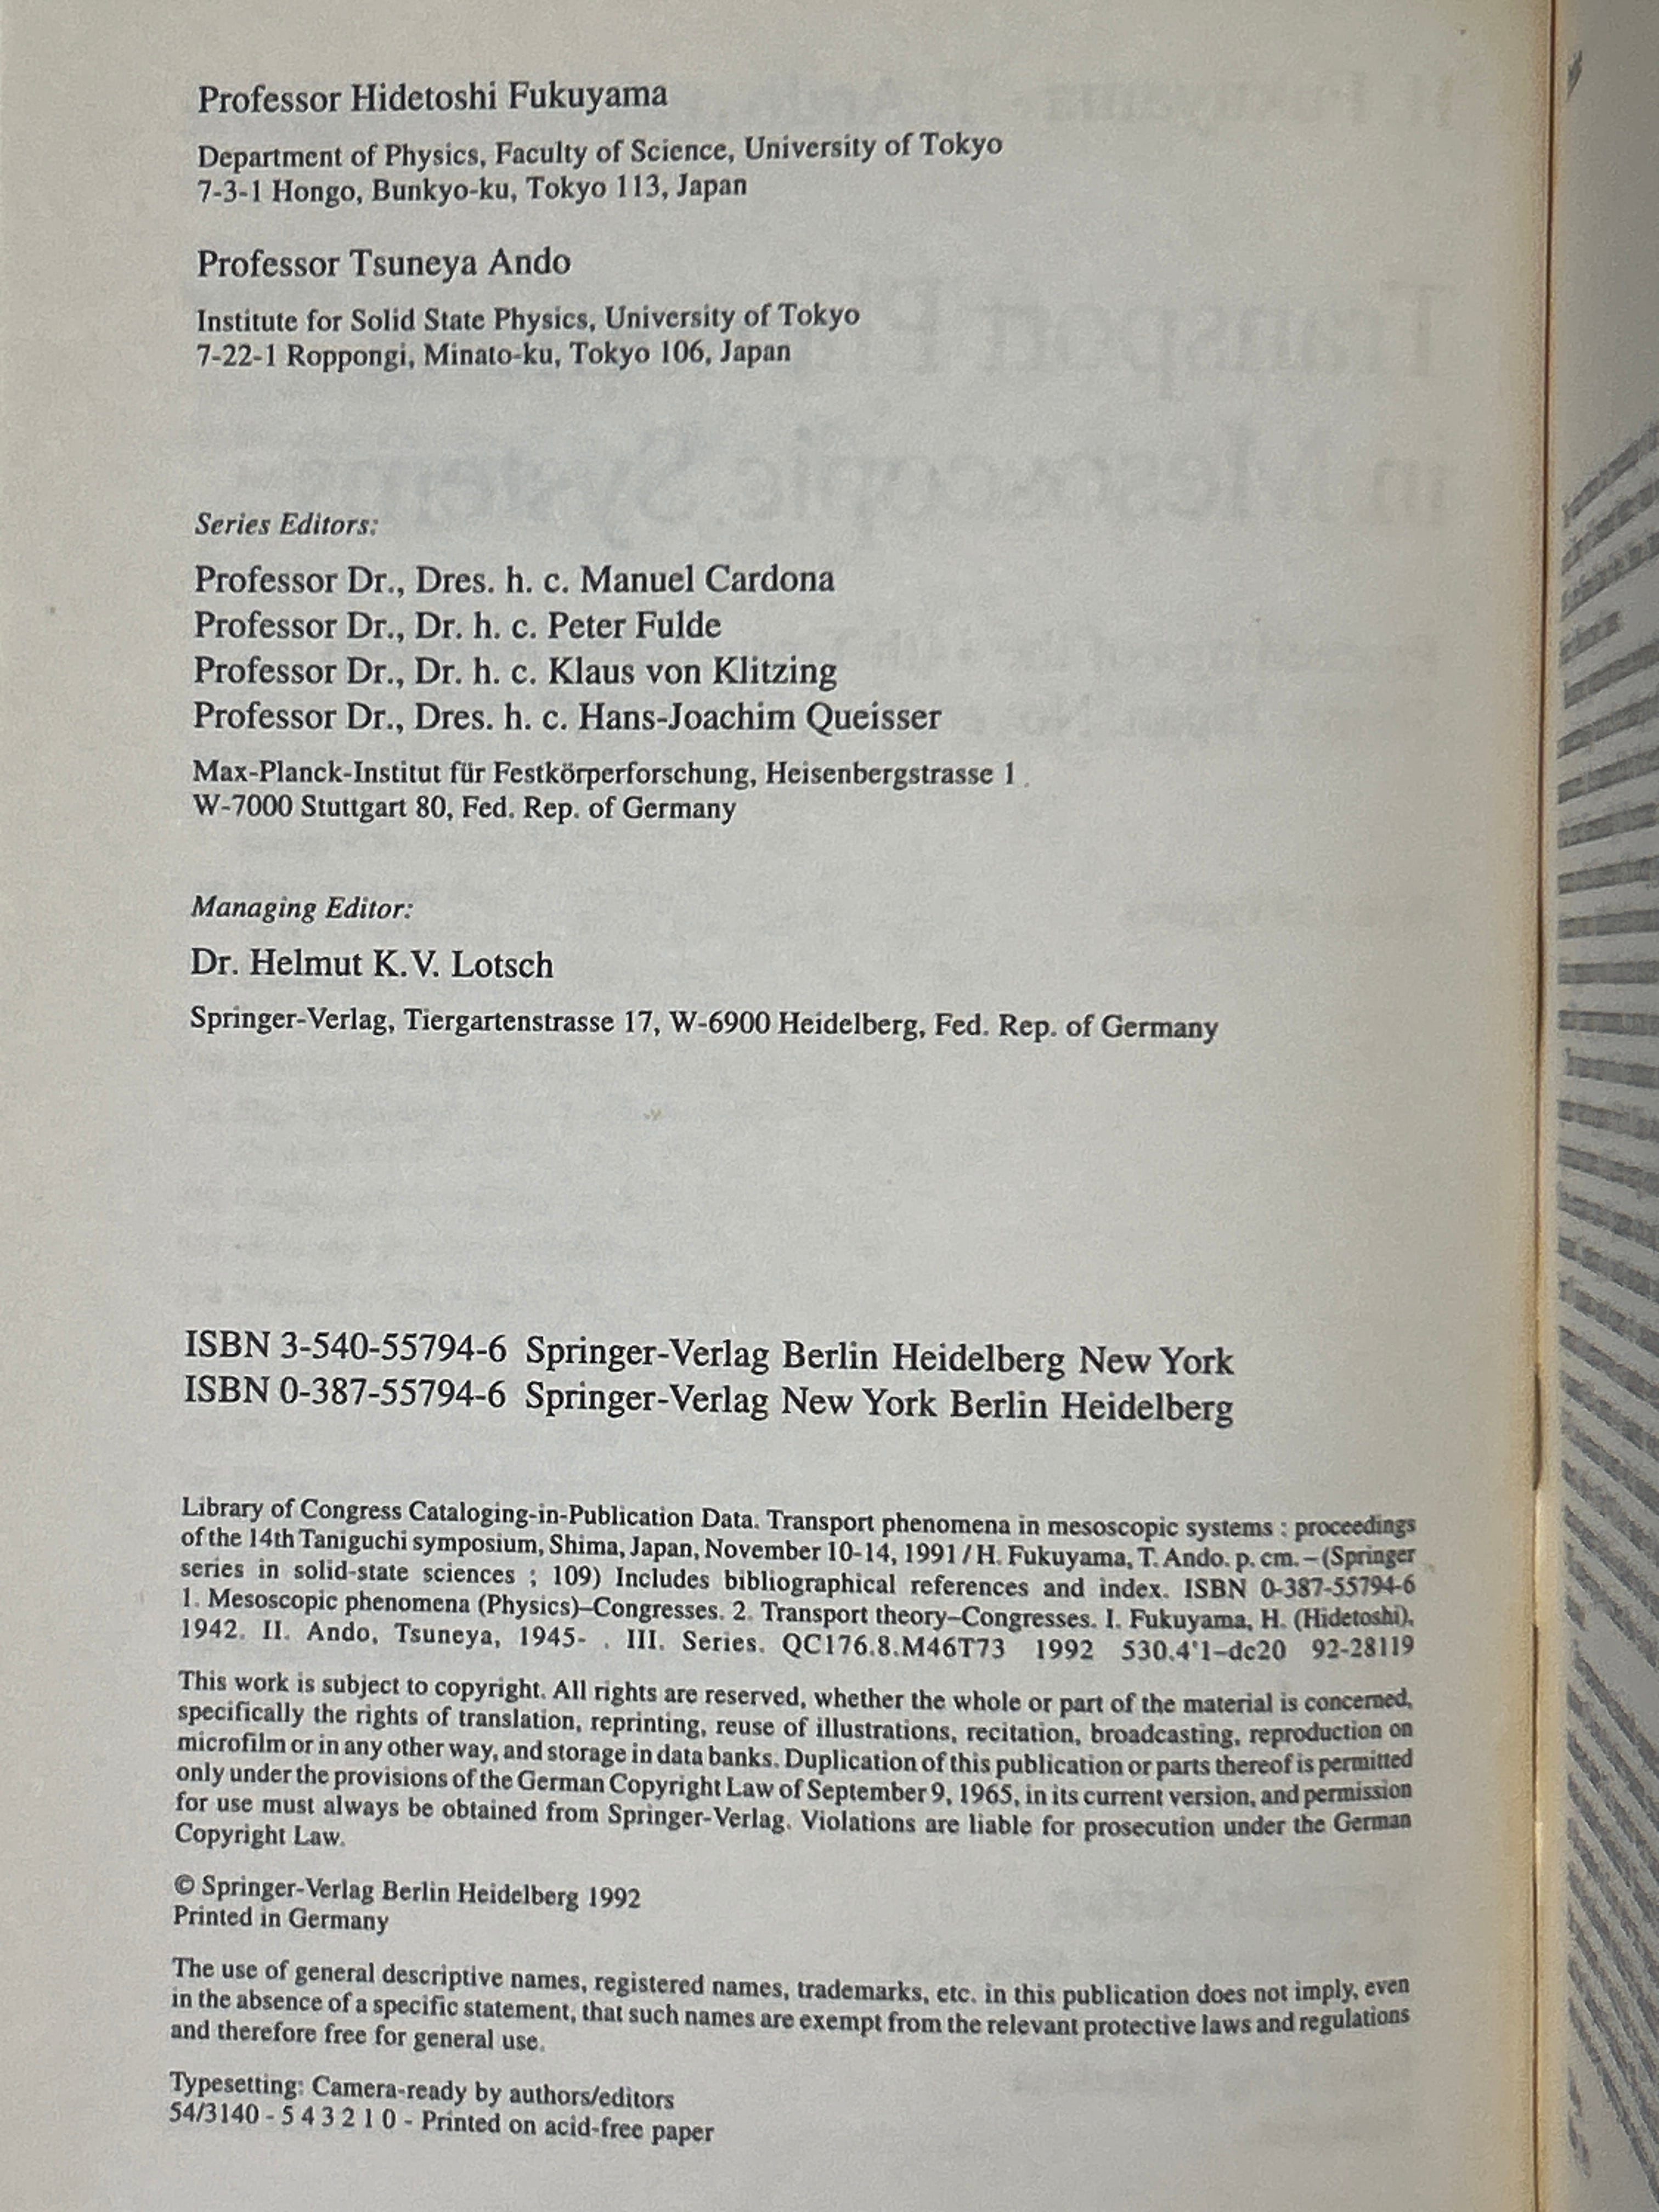 Professor Hidetoshi Fukuyama
Department of Physics, Faculty of Science, University of Tokyo
7-3-1 Hongo, Bunkyo-ku, Tokyo 113, Japan
Professor Tsuneya Ando
Institute for Solid State Physics, University of Tokyo
7-22-1 Roppongi, Minato-ku, Tokyo 106, Japan
Series Editors:
Professor Dr., Dres. h. c. Manuel Cardona
Professor Dr., Dr. h. c. Peter Fulde
Professor Dr., Dr. h. c. Klaus von Klitzing
Professor Dr., Dres. h. c. Hans-Joachim Queisser
Max-Planck-Institut für Festkörperforschung, Heisenbergstrasse 1
W-7000 Stuttgart 80, Fed. Rep. of Germany
Managing Editor:
Dr. Helmut K.V. Lotsch
Springer-Verlag, Tiergartenstrasse 17, W-6900 Heidelberg, Fed. Rep. of Germany
ISBN 3-540-55794-6 Springer-Verlag Berlin Heidelberg New York
ISBN 0-387-55794-6 Springer-Verlag New York Berlin Heidelberg
Library of Congress Cataloging-in-Publication Data. Transport phenomena in mesoscopic systems : proceedings
of the 14th Taniguchi symposium, Shima, Japan, November 10-14, 1991 / H. Fukuyama, T. Ando. p. cm. – (Springer
series in solid-state sciences ; 109) Includes bibliographical references and index. ISBN 0-387-55794-6
1. Mesoscopic phenomena (Physics)–Congresses. 2. Transport theory–Congresses. I. Fukuyama, H. (Hidetoshi),
1942. II. Ando, Tsuneya, 1945- . III. Series. QC176.8.M46T73 1992 530.4'1–dc20 92-28119
This work is subject to copyright. All rights are reserved, whether the whole or part of the material is concerned,
specifically the rights of translation, reprinting, reuse of illustrations, recitation, broadcasting, reproduction on
microfilm or in any other way, and storage in data banks. Duplication of this publication or parts thereof is permitted
only under the provisions of the German Copyright Law of September 9, 1965, in its current version, and permission
for use must always be obtained from Springer-Verlag. Violations are liable for prosecution under the German
Copyright Law.
© Springer-Verlag Berlin Heidelberg 1992
Printed in Germany
The use of general descriptive names, registered names, trademarks, etc. in this publication does not imply, even
in the absence of a specific statement, that such names are exempt from the relevant protective laws and regulations
and therefore free for general use.
Typesetting: Camera-ready by authors/editors
54/3140 - 5 4 3 2 1 0 - Printed on acid-free paper